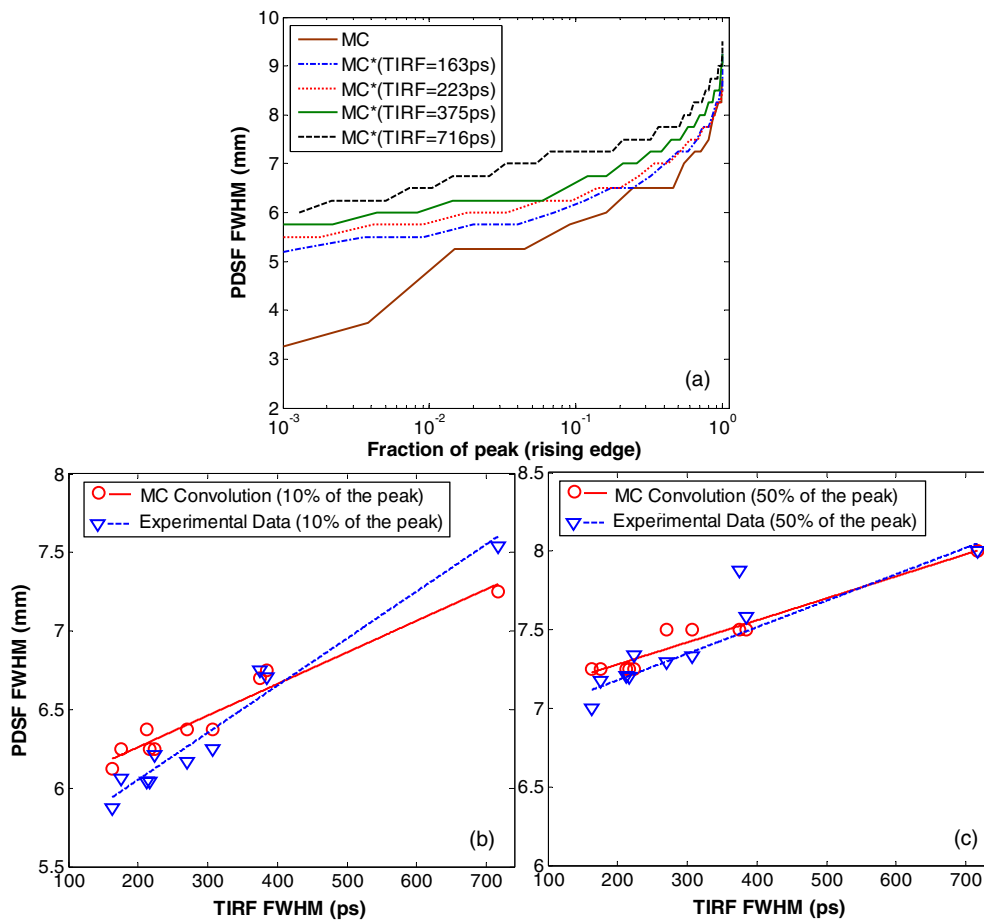 10
9
8
7
6
5
4
3
2
PDSF FWHM (mm)
MC
MC*(TIRF=163ps)
MC*(TIRF=223ps)
MC*(TIRF=375ps)
MC*(TIRF=716ps)
(a)
10⁻³ 10⁻² 10⁻¹ 10⁰
Fraction of peak (rising edge)
8
7.5
7
6.5
6
5.5
PDSF FWHM (mm)
MC Convolution (10% of the peak)
Experimental Data (10% of the peak)
(b)
100 200 300 400 500 600 700
TIRF FWHM (ps)
8.5
8
7.5
7
6.5
6
MC Convolution (50% of the peak)
Experimental Data (50% of the peak)
(c)
100 200 300 400 500 600 700
TIRF FWHM (ps)